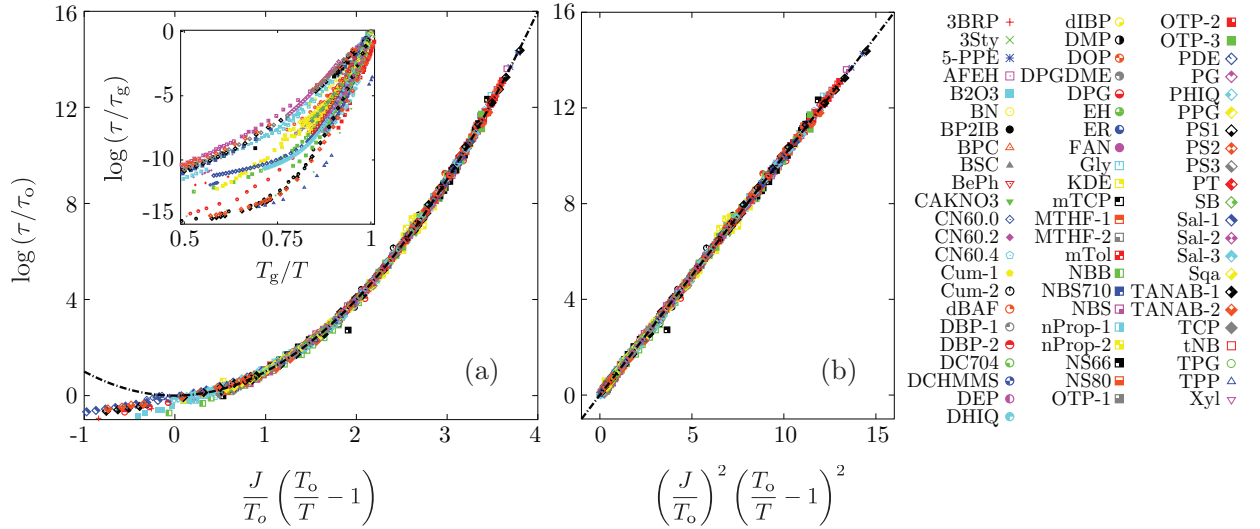 16
12
8
4
0
-1
0
1
2
3
4
log (τ/τo)
J/To (To/T − 1)
(a)
0
-5
-10
-15
0.5
0.75
1
log (τ/τg)
Tg/T
16
12
8
4
0
0
5
10
15
(J/To)² (To/T − 1)²
(b)
3BRP
3Sty
5-PPE
AFEH
B2O3
BN
BP2IB
BPC
BSC
BePh
CAKNO3
CN60.0
CN60.2
CN60.4
Cum-1
Cum-2
dBAF
DBP-1
DBP-2
DC704
DCHMMS
DEP
DHIQ
dIBP
DMP
DOP
DPGDME
DPG
EH
ER
FAN
Gly
KDE
mTCP
MTHF-1
MTHF-2
mTol
NBB
NBS710
NBS
nProp-1
nProp-2
NS66
NS80
OTP-1
OTP-2
OTP-3
PDE
PG
PHIQ
PPG
PS1
PS2
PS3
PT
SB
Sal-1
Sal-2
Sal-3
Sqa
TANAB-1
TANAB-2
TCP
tNB
TPG
TPP
Xyl